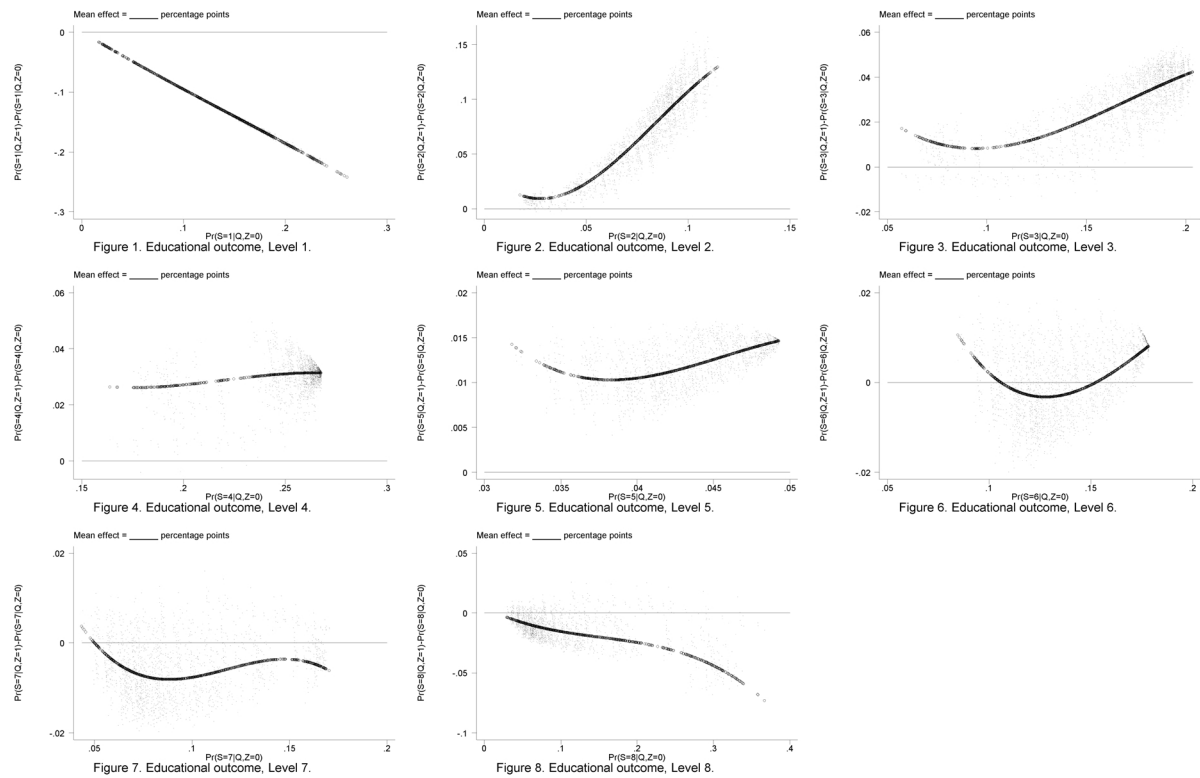 Mean effect = ______ percentage points
Pr(S=1|Q,Z=1)-Pr(S=1|Q,Z=0)
0
-.1
-.2
-.3
0 .1 .2 .3
Pr(S=1|Q,Z=0)
Figure 1. Educational outcome, Level 1.
Mean effect = ______ percentage points
Pr(S=2|Q,Z=1)-Pr(S=2|Q,Z=0)
.15
.1
.05
0
0 .05 .1 .15
Pr(S=2|Q,Z=0)
Figure 2. Educational outcome, Level 2.
Mean effect = ______ percentage points
Pr(S=3|Q,Z=1)-Pr(S=3|Q,Z=0)
.06
.04
.02
0
-.02
.05 .1 .15 .2
Pr(S=3|Q,Z=0)
Figure 3. Educational outcome, Level 3.
Mean effect = ______ percentage points
Pr(S=4|Q,Z=1)-Pr(S=4|Q,Z=0)
.06
.04
.02
0
.15 .2 .25 .3
Pr(S=4|Q,Z=0)
Figure 4. Educational outcome, Level 4.
Mean effect = ______ percentage points
Pr(S=5|Q,Z=1)-Pr(S=5|Q,Z=0)
.02
.015
.01
.005
0
.03 .035 .04 .045 .05
Pr(S=5|Q,Z=0)
Figure 5. Educational outcome, Level 5.
Mean effect = ______ percentage points
Pr(S=6|Q,Z=1)-Pr(S=6|Q,Z=0)
.02
0
-.02
.05 .1 .15 .2
Pr(S=6|Q,Z=0)
Figure 6. Educational outcome, Level 6.
Mean effect = ______ percentage points
Pr(S=7|Q,Z=1)-Pr(S=7|Q,Z=0)
.02
0
-.02
.05 .1 .15 .2
Pr(S=7|Q,Z=0)
Figure 7. Educational outcome, Level 7.
Mean effect = ______ percentage points
Pr(S=8|Q,Z=1)-Pr(S=8|Q,Z=0)
.05
0
-.05
-.1
0 .1 .2 .3 .4
Pr(S=8|Q,Z=0)
Figure 8. Educational outcome, Level 8.